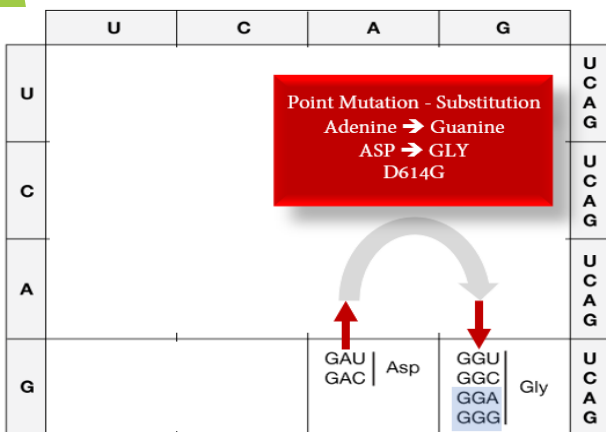 U C A G
U
U
C
A
G
Point Mutation - Substitution
Adenine ➔ Guanine
ASP ➔ GLY
D614G
C
U
C
A
G
A
U
C
A
G
G
GAU
GAC
Asp
GGU
GGC
GGA
GGG
Gly
U
C
A
G